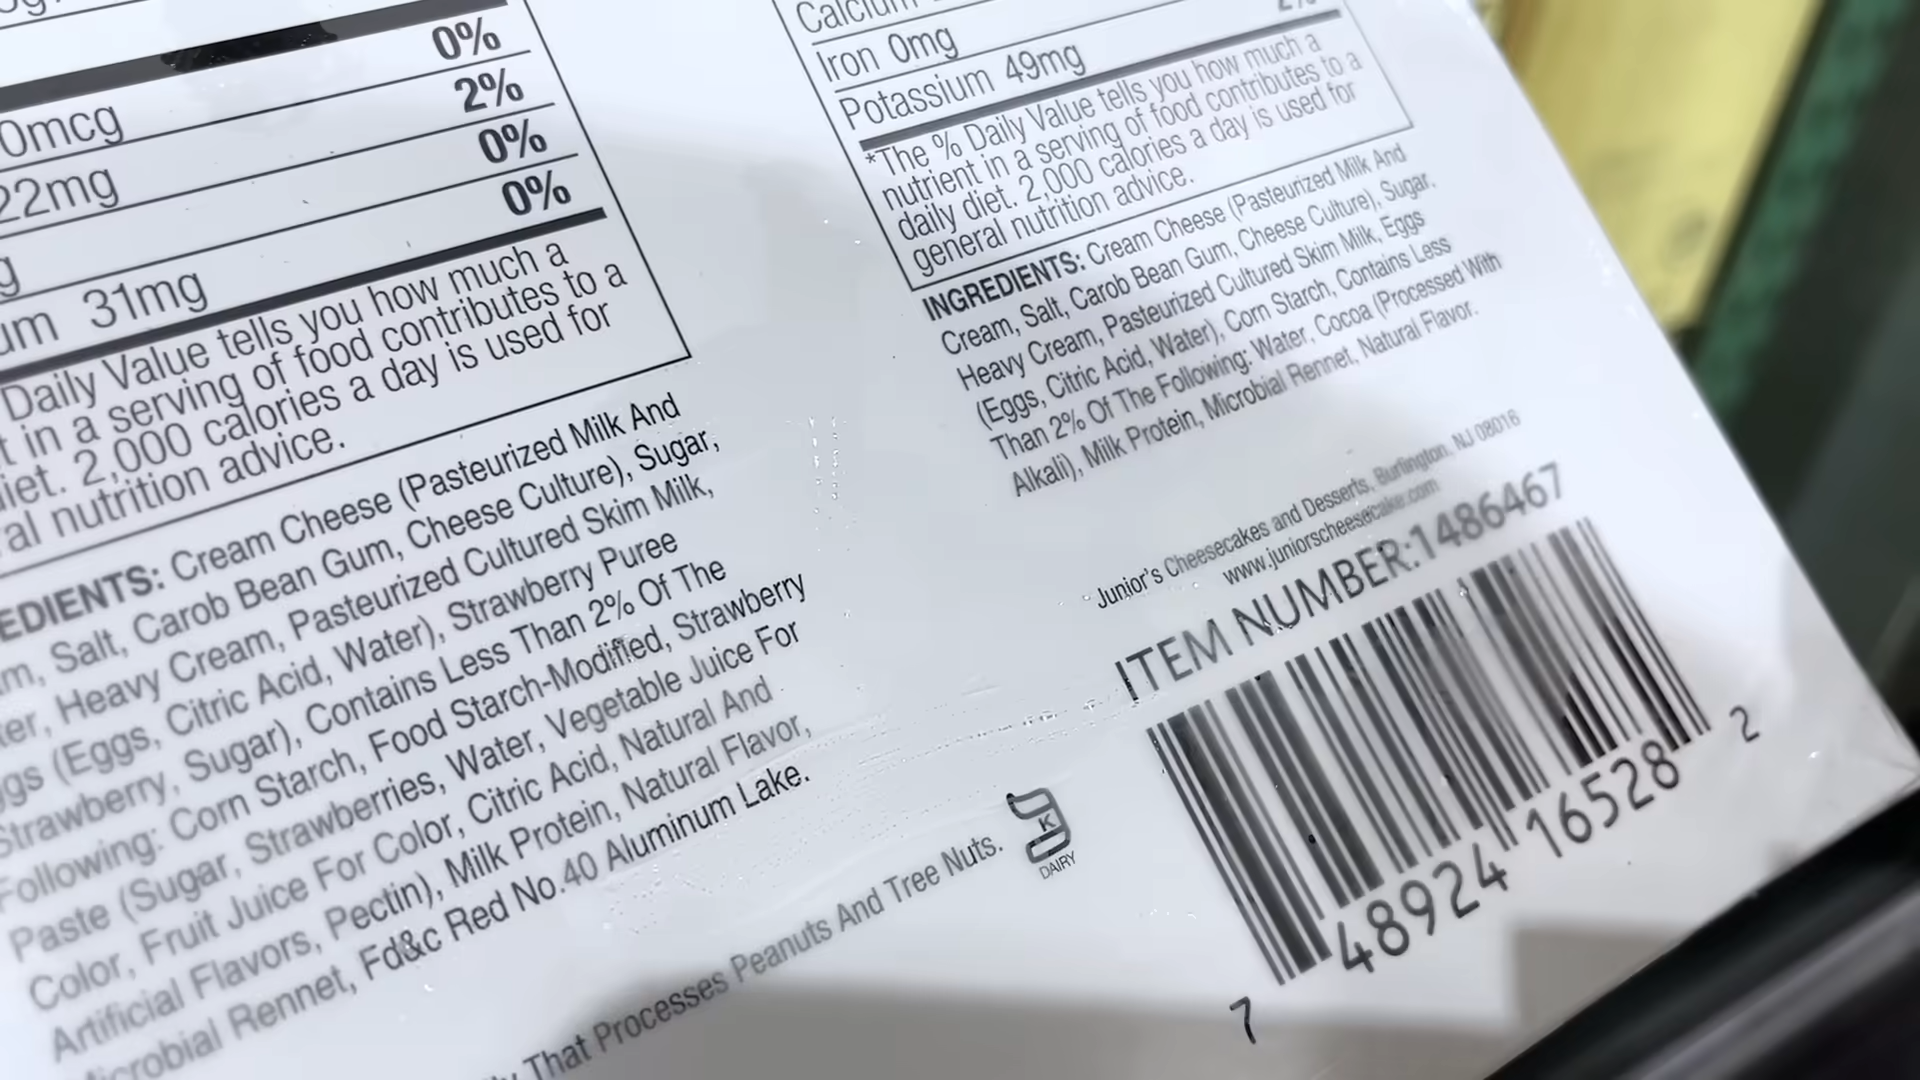 0%
0mcg 2%
22mg 0%
g 0%
um 31mg
Daily Value tells you how much a
t in a serving of food contributes to a
diet. 2,000 calories a day is used for
ral nutrition advice.
EDIENTS: Cream Cheese (Pasteurized Milk And
m, Salt, Carob Bean Gum, Cheese Culture), Sugar,
ter, Heavy Cream, Pasteurized Cultured Skim Milk,
ggs (Eggs, Citric Acid, Water), Strawberry Puree
Strawberry, Sugar), Contains Less Than 2% Of The
Following: Corn Starch, Food Starch-Modified, Strawberry
Paste (Sugar, Strawberries, Water, Vegetable Juice For
Color, Fruit Juice For Color, Citric Acid, Natural And
Artificial Flavors, Pectin), Milk Protein, Natural Flavor,
Microbial Rennet, Fd&c Red No.40 Aluminum Lake.
That Processes Peanuts And Tree Nuts.
K
DAIRY
Calcium
Iron 0mg
Potassium 49mg
*The % Daily Value tells you how much a
nutrient in a serving of food contributes to a
daily diet. 2,000 calories a day is used for
general nutrition advice.
INGREDIENTS: Cream Cheese (Pasteurized Milk And
Cream, Salt, Carob Bean Gum, Cheese Culture), Sugar,
Heavy Cream, Pasteurized Cultured Skim Milk, Eggs
(Eggs, Citric Acid, Water), Corn Starch, Contains Less
Than 2% Of The Following: Water, Cocoa (Processed With
Alkali), Milk Protein, Microbial Rennet, Natural Flavor.
Junior's Cheesecakes and Desserts, Burlington, NJ 08016
www.juniorscheesecake.com
ITEM NUMBER:1486467
7 48924 16528 2